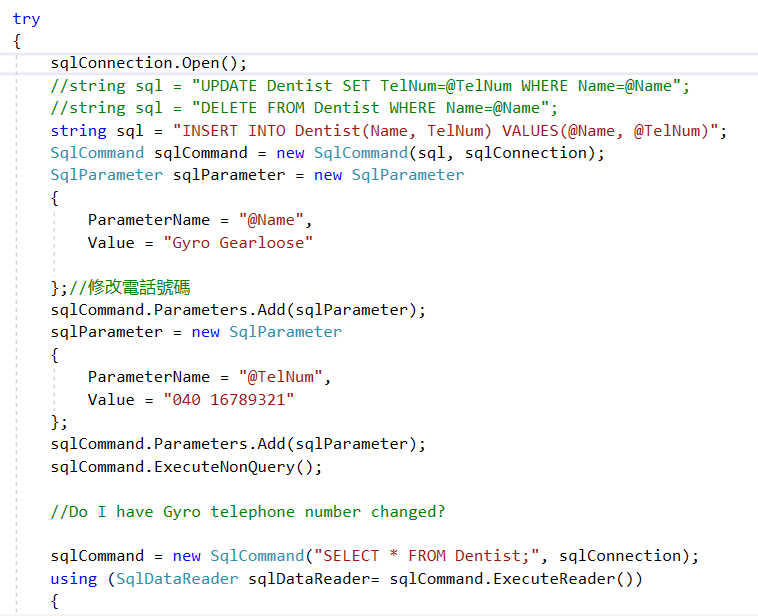 try
{
sqlConnection.Open();
//string sql = "UPDATE Dentist SET TelNum=@TelNum WHERE Name=@Name";
//string sql = "DELETE FROM Dentist WHERE Name=@Name";
string sql = "INSERT INTO Dentist(Name, TelNum) VALUES(@Name, @TelNum)";
SqlCommand sqlCommand = new SqlCommand(sql, sqlConnection);
SqlParameter sqlParameter = new SqlParameter
{
ParameterName = "@Name",
Value = "Gyro Gearloose"
};//修改電話號碼
sqlCommand.Parameters.Add(sqlParameter);
sqlParameter = new SqlParameter
{
ParameterName = "@TelNum",
Value = "040 16789321"
};
sqlCommand.Parameters.Add(sqlParameter);
sqlCommand.ExecuteNonQuery();
//Do I have Gyro telephone number changed?
sqlCommand = new SqlCommand("SELECT * FROM Dentist;", sqlConnection);
using (SqlDataReader sqlDataReader= sqlCommand.ExecuteReader())
{